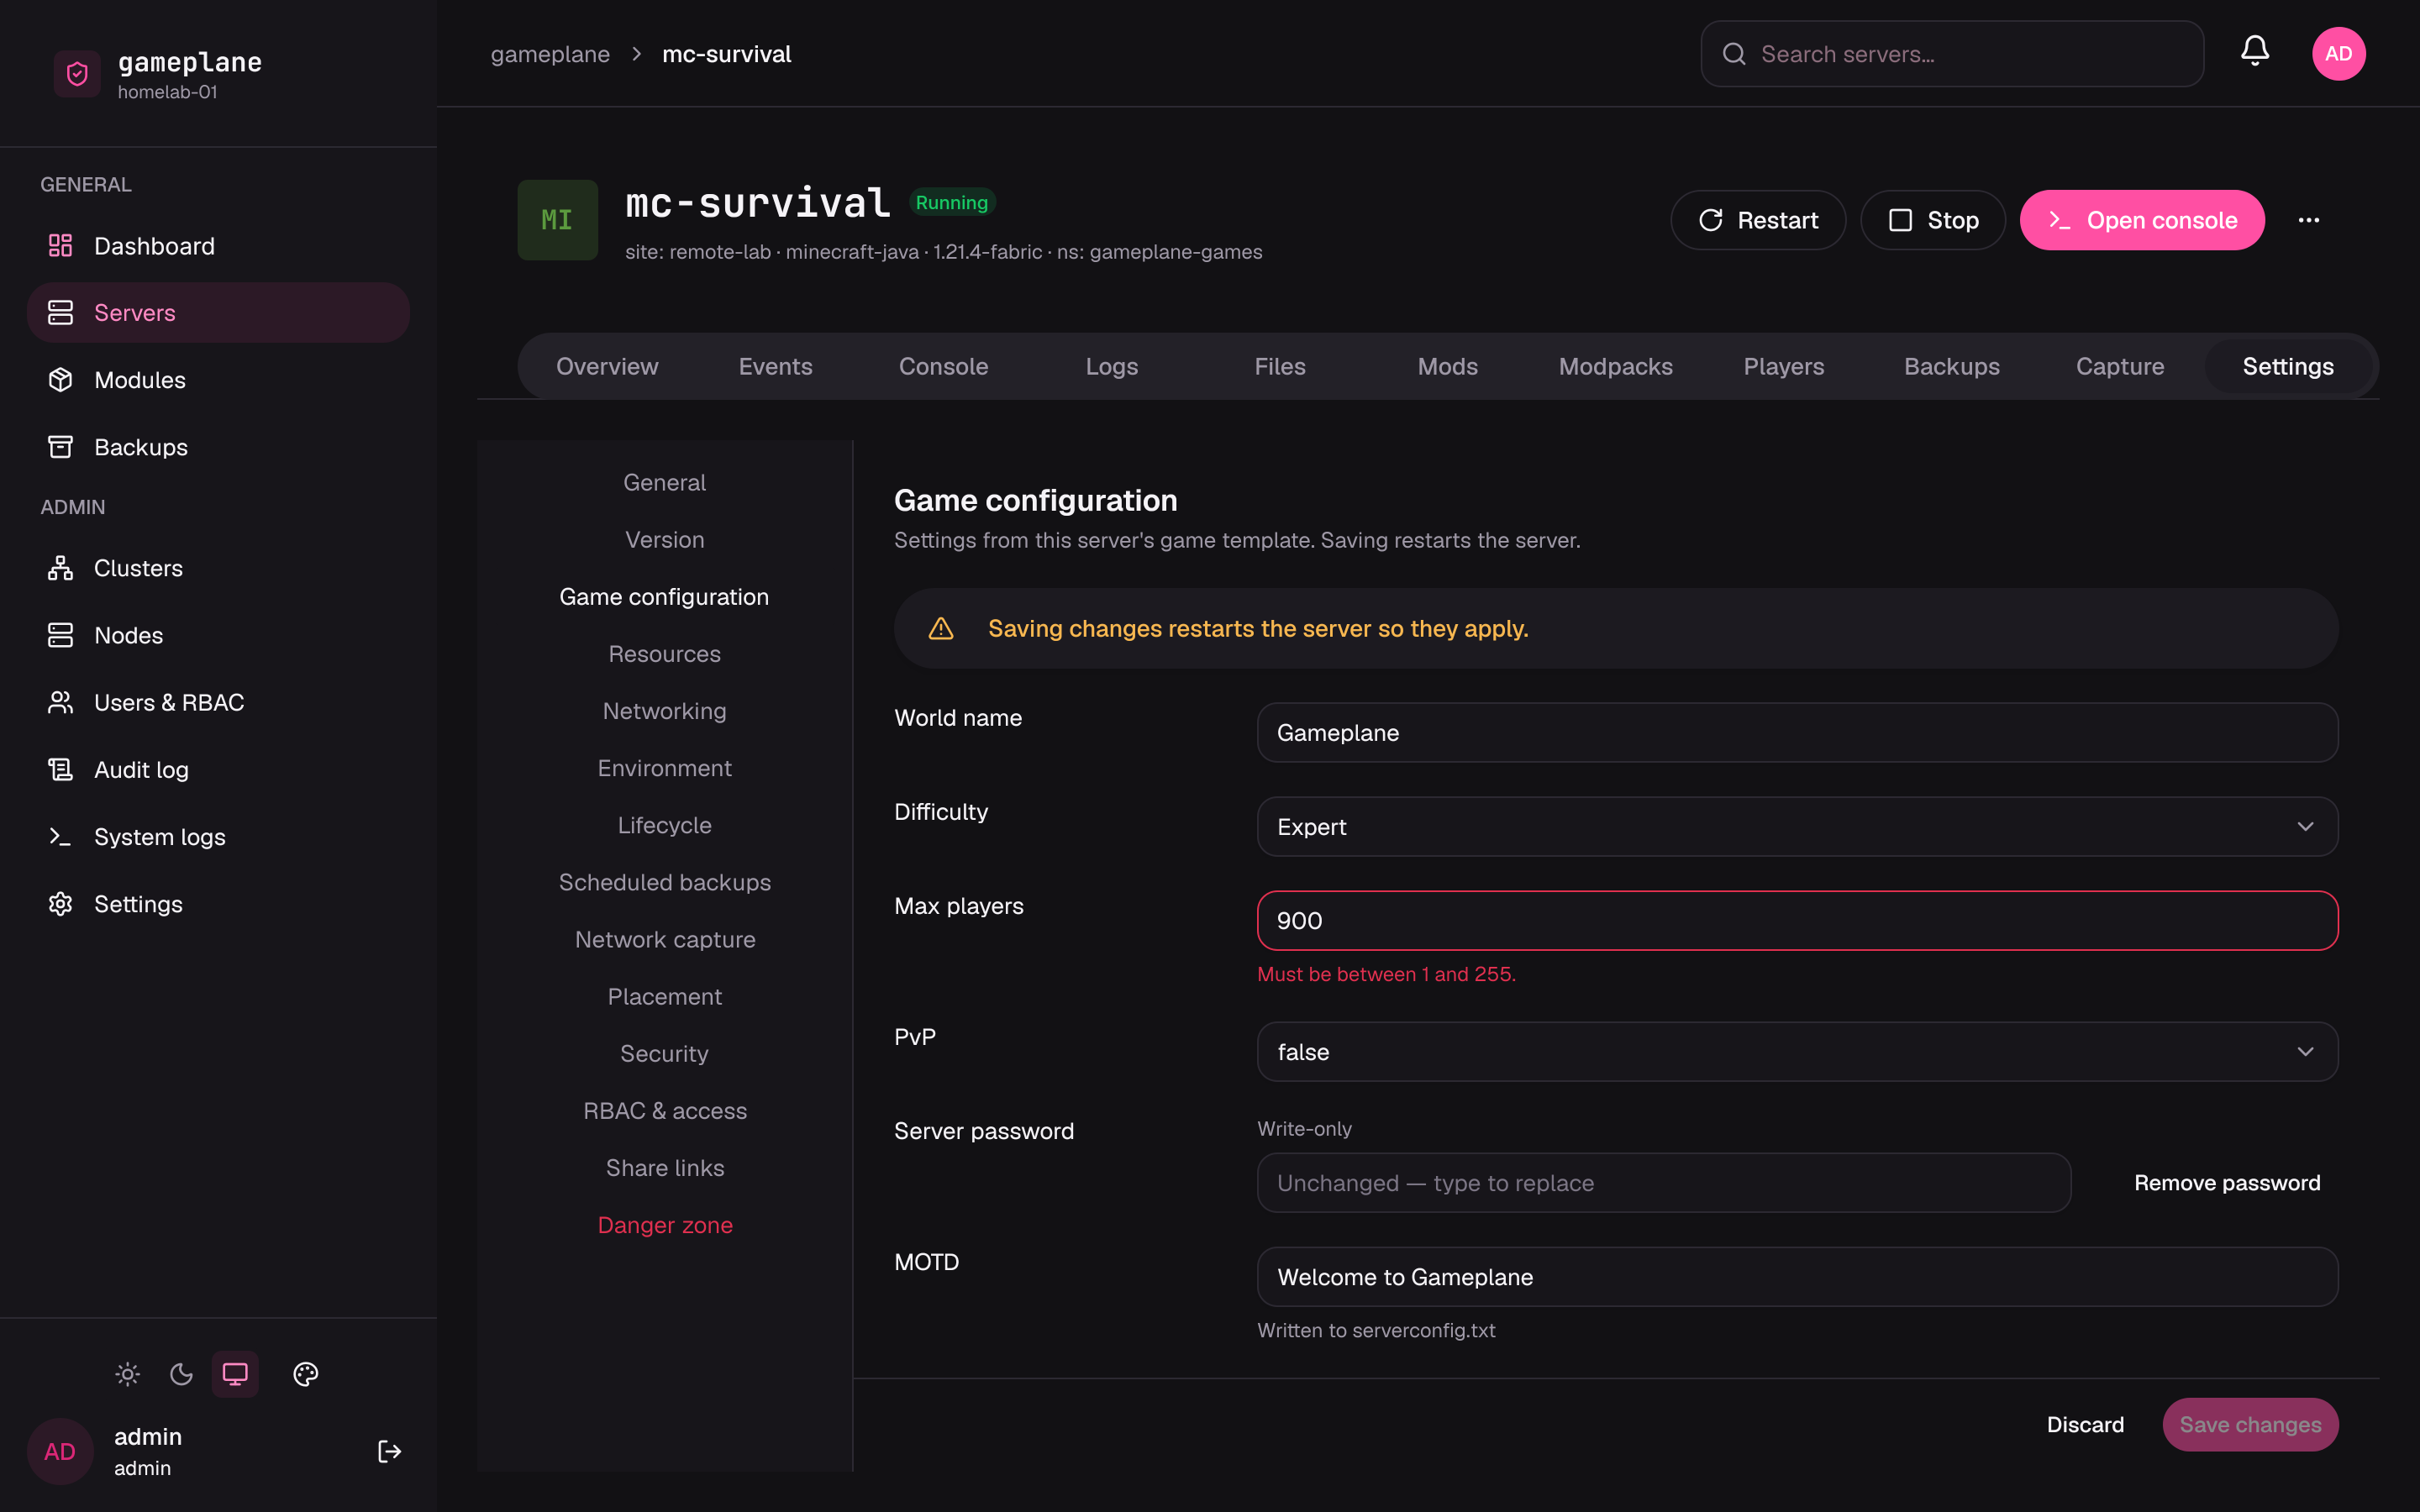 gameplane
homelab-01
GENERAL
Dashboard
Servers
Modules
Backups
ADMIN
Clusters
Nodes
Users & RBAC
Audit log
System logs
Settings
AD
admin
admin
gameplane > mc-survival
Search servers...
AD
MI
mc-survival
Running
site: remote-lab · minecraft-java · 1.21.4-fabric · ns: gameplane-games
Restart
Stop
Open console
Overview
Events
Console
Logs
Files
Mods
Modpacks
Players
Backups
Capture
Settings
General
Version
Game configuration
Resources
Networking
Environment
Lifecycle
Scheduled backups
Network capture
Placement
Security
RBAC & access
Share links
Danger zone
Game configuration
Settings from this server's game template. Saving restarts the server.
Saving changes restarts the server so they apply.
World name
Gameplane
Difficulty
Expert
Max players
900
Must be between 1 and 255.
PvP
false
Server password
Write-only
Unchanged — type to replace
Remove password
MOTD
Welcome to Gameplane
Written to serverconfig.txt
Discard
Save changes